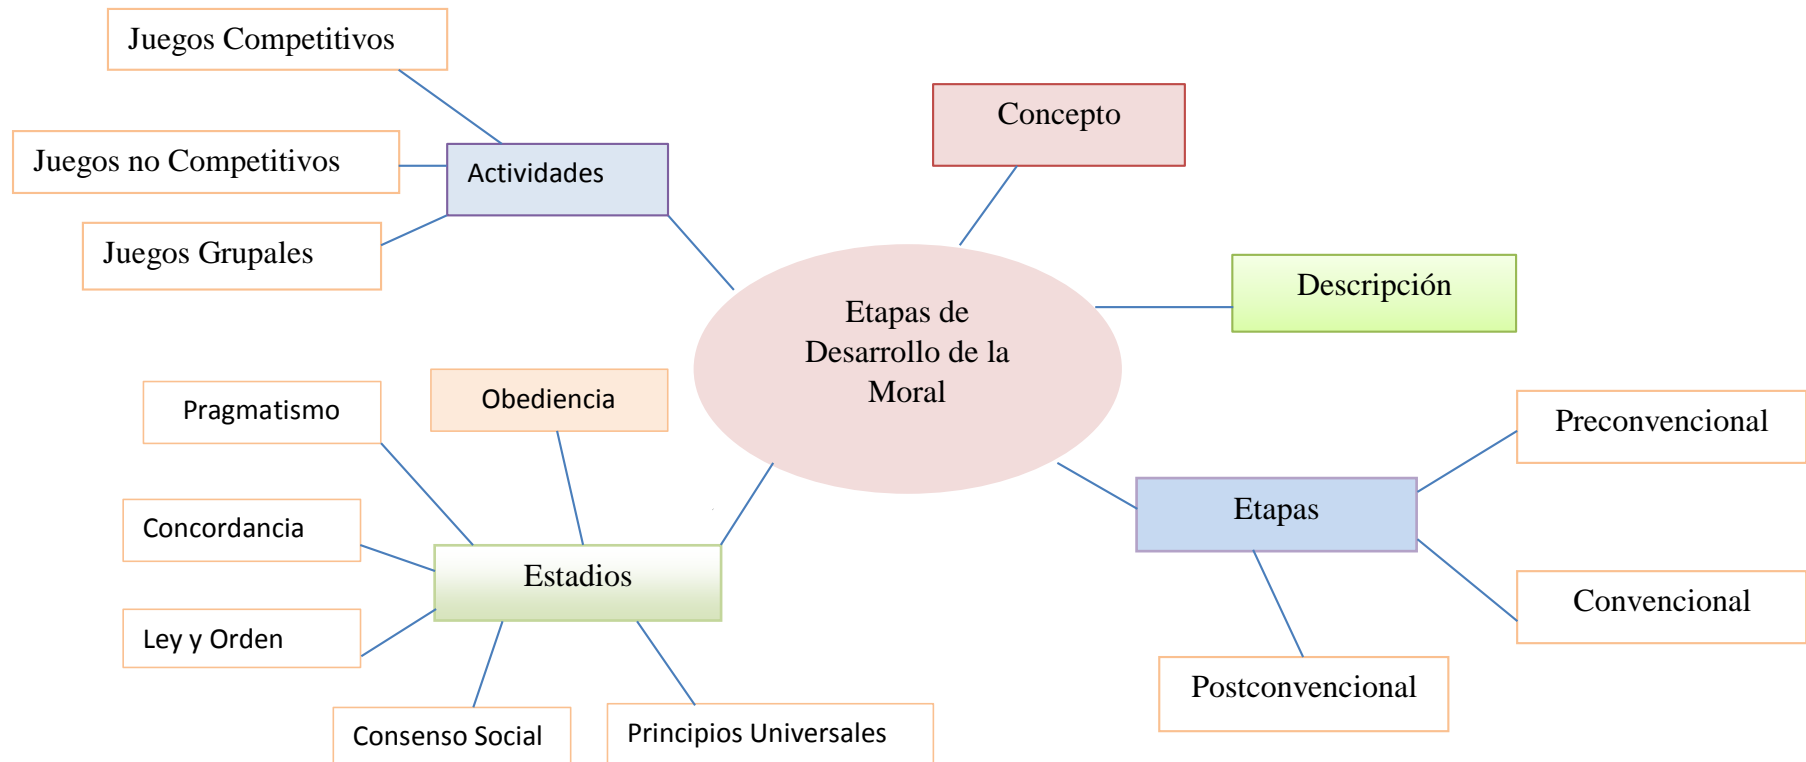 Juegos Competitivos
Concepto
Juegos no Competitivos
Actividades
Juegos Grupales
Descripción
Etapas de
Desarrollo de la
Moral
Pragmatismo
Obediencia
Preconvencional
Concordancia
Etapas
Estadios
Convencional
Ley y Orden
Postconvencional
Consenso Social
Principios Universales